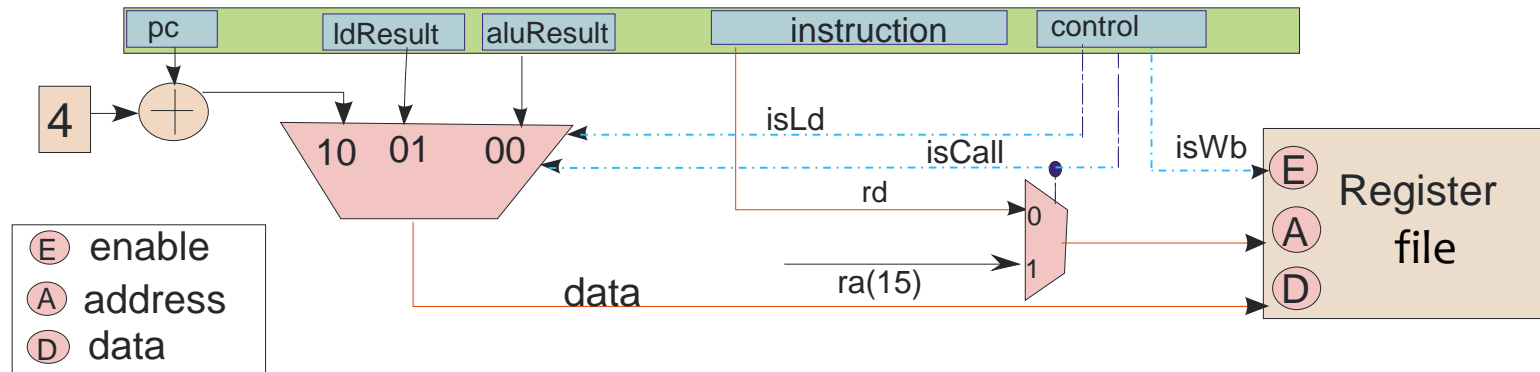 pc
ldResult
aluResult
instruction
control
4
isLd
10 01 00
isCall
isWb
E
rd
0
Register
file
A
1
ra(15)
data
D
E enable
A address
D data